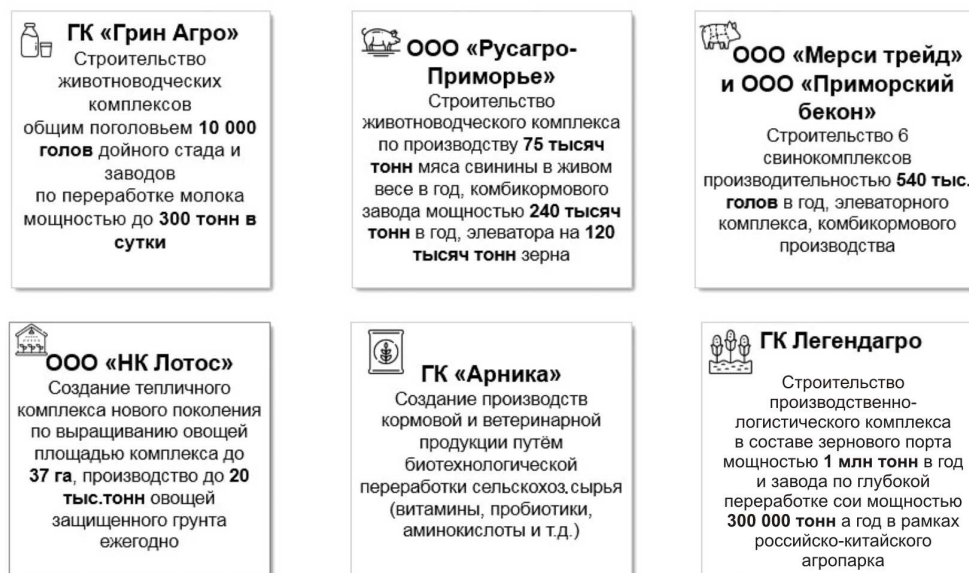 ГК «Грин Агро»
Строительство
животноводческих
комплексов
общим поголовьем 10 000
голов дойного стада и
заводов
по переработке молока
мощностью до 300 тонн в
сутки
ООО «Русагро-
Приморье»
Строительство
животноводческого комплекса
по производству 75 тысяч
тонн мяса свинины в живом
весе в год, комбикормового
завода мощностью 240 тысяч
тонн в год, элеватора на 120
тысяч тонн зерна
ООО «Мерси трейд»
и ООО «Приморский
бекон»
Строительство 6
свинокомплексов
производительностью 540 тыс.
голов в год, элеваторного
комплекса, комбикормового
производства
ООО «НК Лотос»
Создание тепличного
комплекса нового поколения
по выращиванию овощей
площадью комплекса до
37 га, производство до 20
тыс.тонн овощей
защищенного грунта
ежегодно
ГК «Арника»
Создание производств
кормовой и ветеринарной
продукции путём
биотехнологической
переработки сельскохоз.сырья
(витамины, пробиотики,
аминокислоты и т.д.)
ГК Легендагро
Строительство
производственно-
логистического комплекса
в составе зернового порта
мощностью 1 млн тонн в год
и завода по глубокой
переработке сои мощностью
300 000 тонн а год в рамках
российско-китайского
агропарка